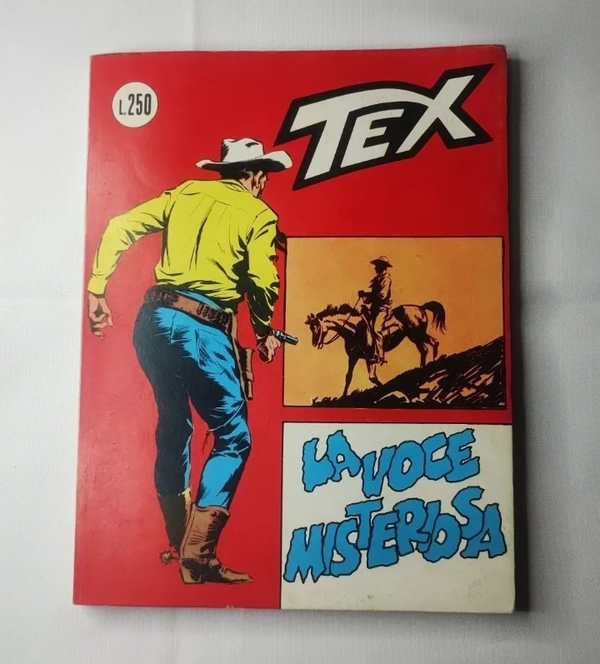 L.250
TEX
LA VOCE
MISTERIOSA